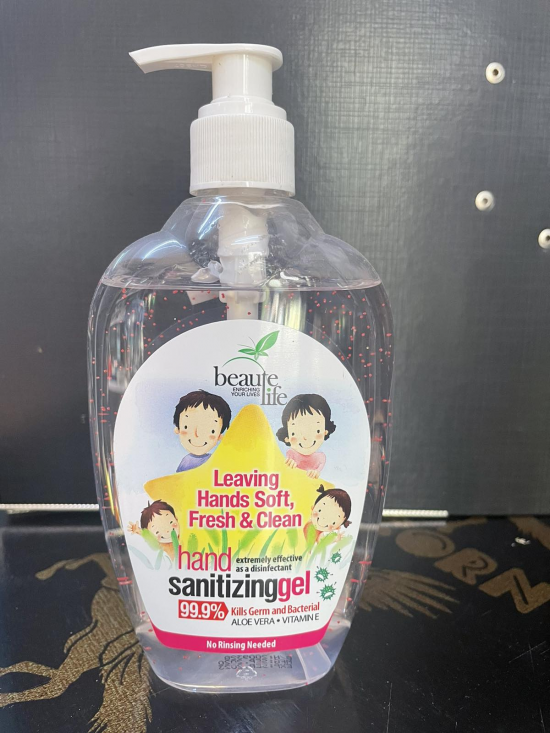 beaute
ENRICHING
YOUR LIVES
life
Leaving
Hands Soft,
Fresh & Clean
hand
extremely effective
as a disinfectant
sanitizinggel
99.9% Kills Germ and Bacterial
ALOE VERA • VITAMIN E
No Rinsing Needed
ORN